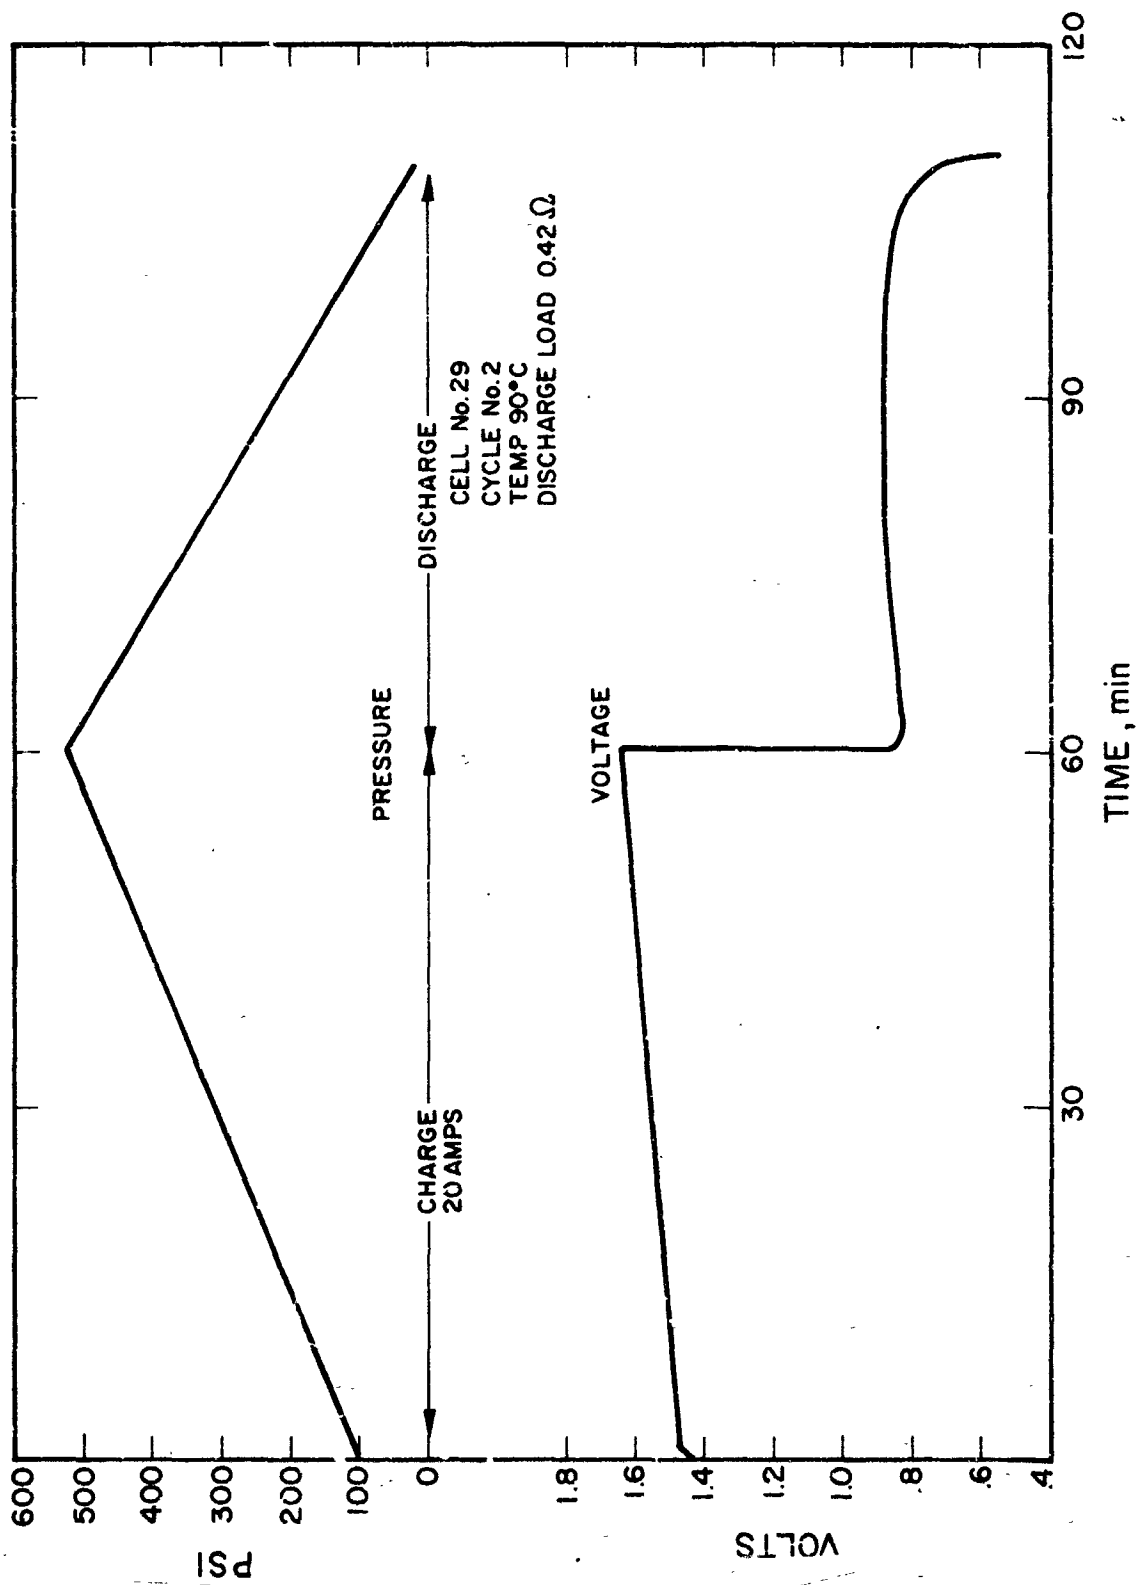 600
500
400
300
200
100
0
PSI
PRESSURE
CHARGE
20 AMPS
DISCHARGE
CELL No. 29
CYCLE No. 2
TEMP 90°C
DISCHARGE LOAD 0.42 Ω
VOLTAGE
1.8
1.6
1.4
1.2
1.0
.8
.6
.4
VOLTS
30
60
90
120
TIME, min